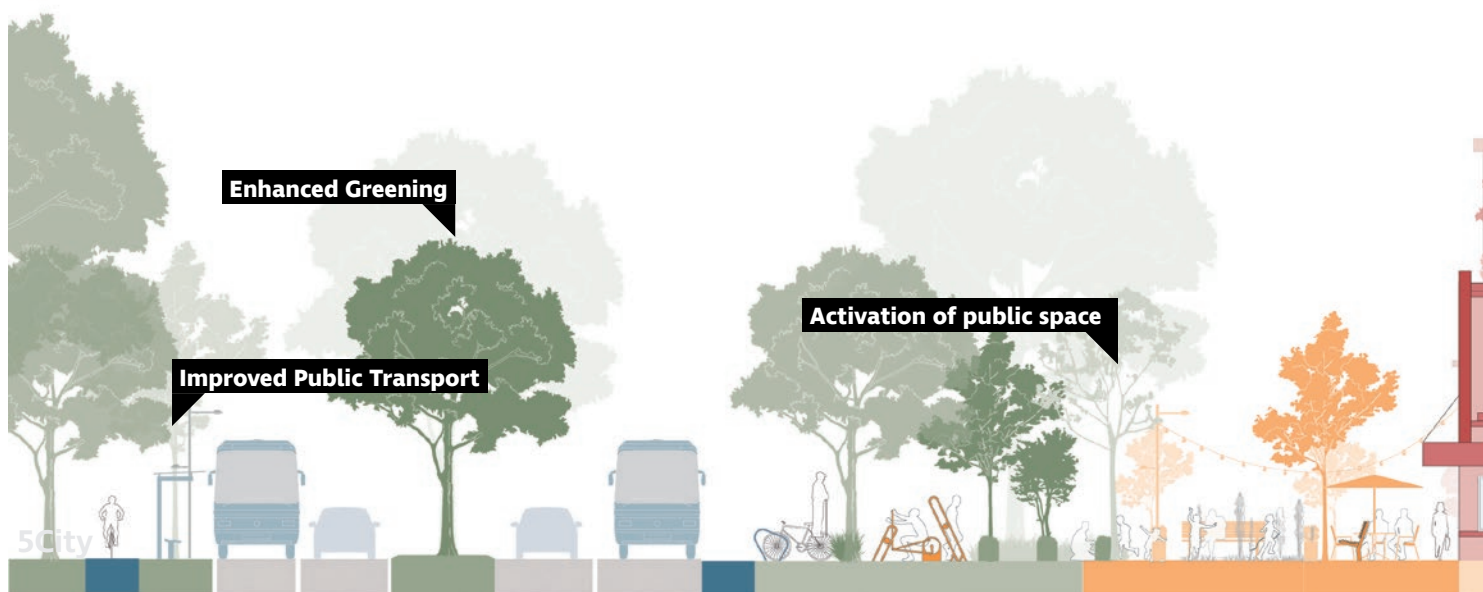 Enhanced Greening
Activation of public space
Improved Public Transport
5City